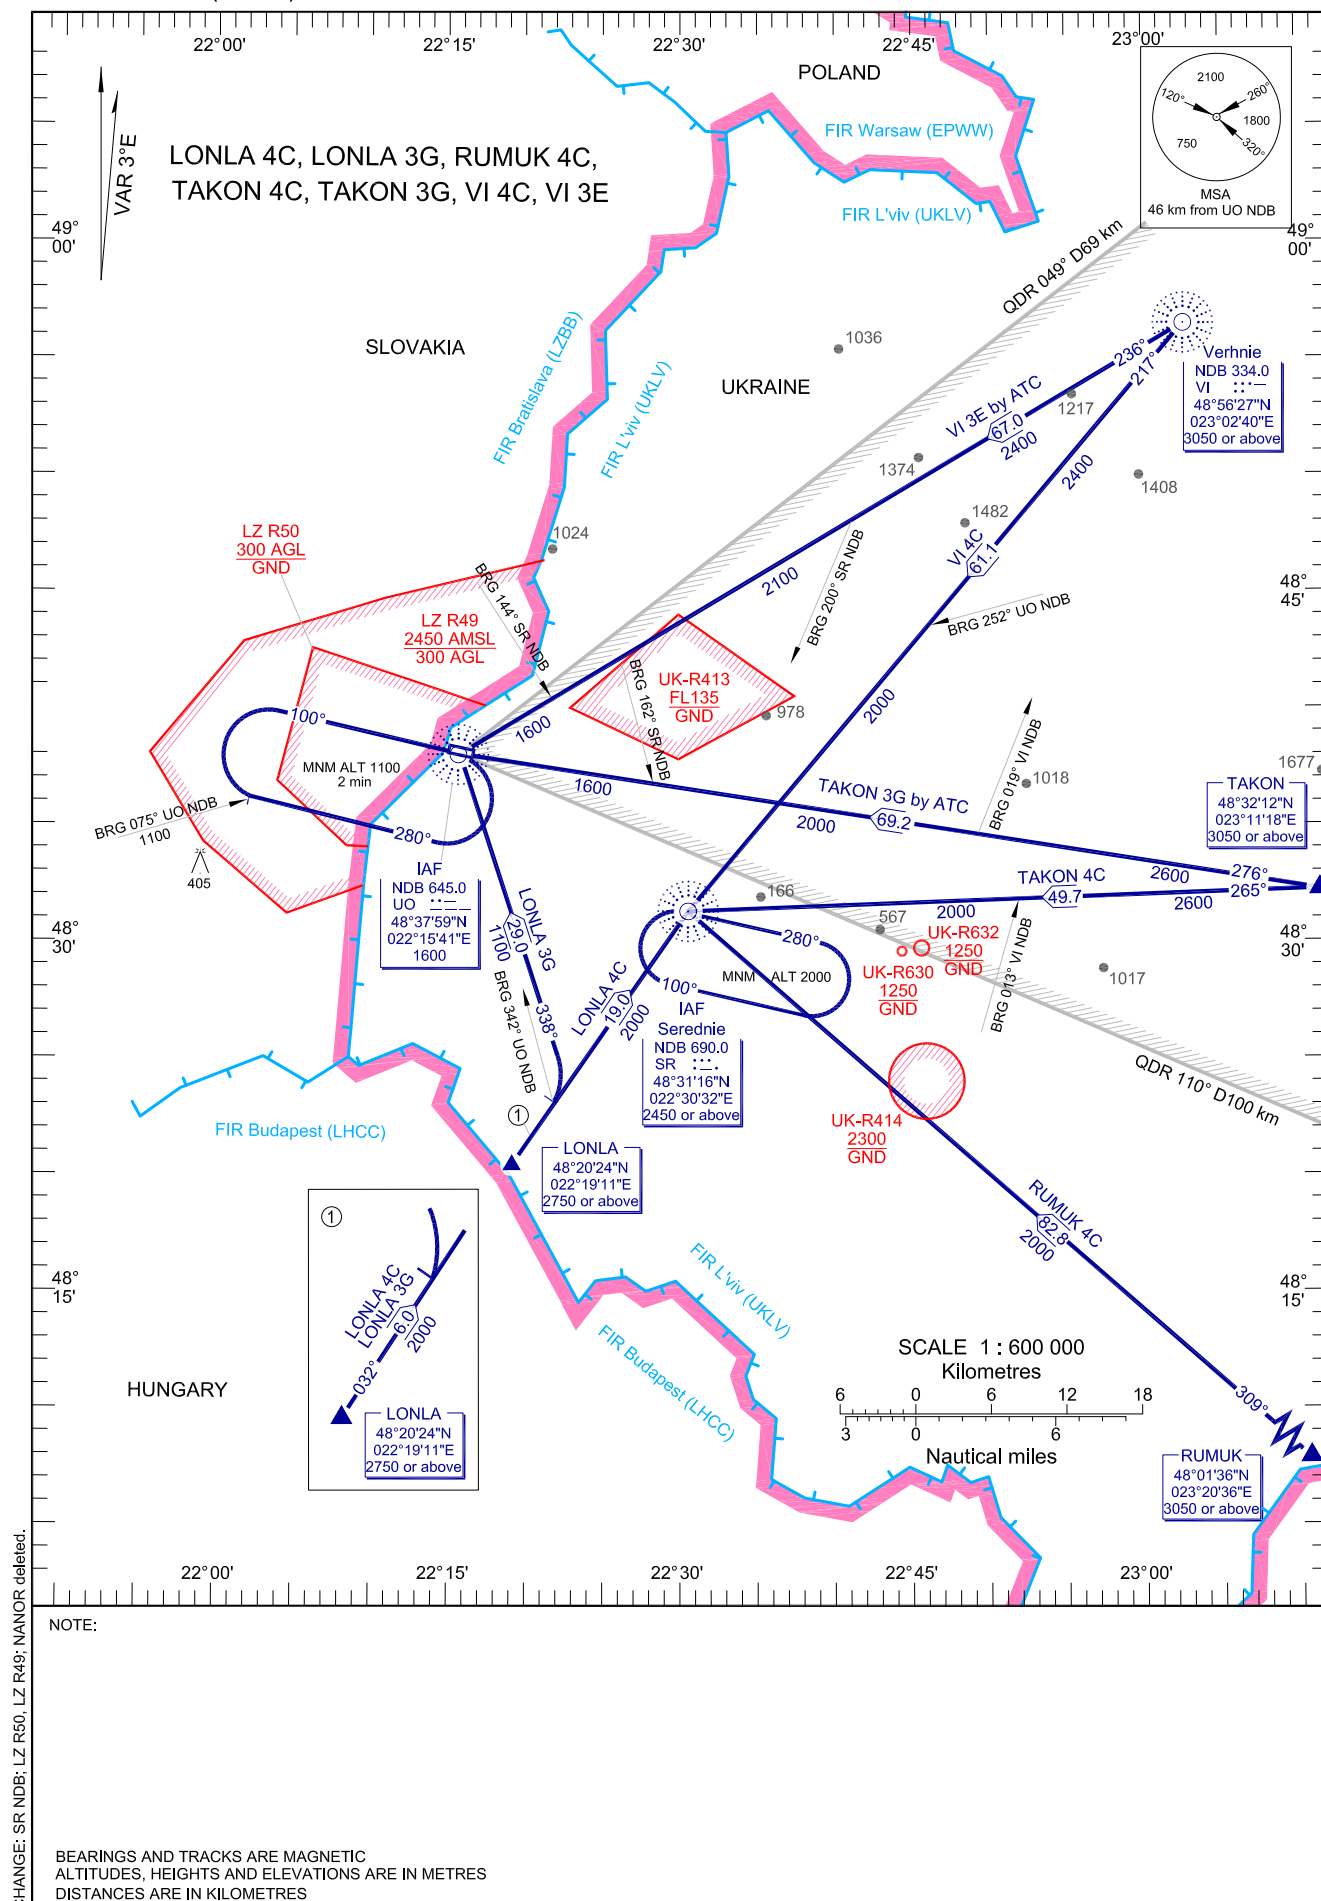 22°00'
22°15'
22°30'
22°45'
23°00'
POLAND
2100
120°
260°
1800
750
320°
MSA
46 km from UO NDB
VAR 3°E
LONLA 4C, LONLA 3G, RUMUK 4C,
TAKON 4C, TAKON 3G, VI 4C, VI 3E
FIR Warsaw (EPWW)
FIR L'viv (UKLV)
49°
00'
49°
00'
QDR 049° D69 km
SLOVAKIA
FIR Bratislava (LZBB)
FIR L'viv (UKLV)
UKRAINE
1036
236°
217°
Verhnie
NDB 334.0
VI
48°56'27"N
023°02'40"E
3050 or above
1217
VI 3E by ATC
67.0
2400
1374
2400
1408
1482
LZ R50
300 AGL
GND
1024
BRG 144° SR NDB
VI 4C
61.1
2100
BRG 200° SR NDB
BRG 252° UO NDB
48°
45'
LZ R49
2450 AMSL
300 AGL
UK-R413
FL135
GND
BRG 162° SR NDB
978
2000
1600
100°
MNM ALT 1100
2 min
BRG 075° UO NDB
1100
280°
405
1600
TAKON 3G by ATC
2000
69.2
BRG 019° VI NDB
1018
1677
TAKON
48°32'12"N
023°11'18"E
3050 or above
2600
276°
265°
TAKON 4C
49.7
2000
2600
IAF
NDB 645.0
UO
48°37'59"N
022°15'41"E
1600
LONLA 3G
29.0
1100
338°
BRG 342° UO NDB
166
567
UK-R632
1250
GND
UK-R630
1250
GND
BRG 013° VI NDB
1017
48°
30'
48°
30'
280°
MNM ALT 2000
100°
LONLA 4C
19.0
2000
IAF
Serednie
NDB 690.0
SR
48°31'16"N
022°30'32"E
2450 or above
QDR 110° D100 km
UK-R414
2300
GND
FIR Budapest (LHCC)
1
LONLA
48°20'24"N
022°19'11"E
2750 or above
RUMUK 4C
82.8
2000
1
LONLA 4C
LONLA 3G
6.0
2000
032°
LONLA
48°20'24"N
022°19'11"E
2750 or above
48°
15'
48°
15'
FIR L'viv (UKLV)
FIR Budapest (LHCC)
HUNGARY
SCALE 1 : 600 000
Kilometres
6 0 6 12 18
3 0 6
Nautical miles
309°
RUMUK
48°01'36"N
023°20'36"E
3050 or above
22°00'
22°15'
22°30'
22°45'
23°00'
CHANGE: SR NDB; LZ R50, LZ R49; NANOR deleted.
NOTE:
BEARINGS AND TRACKS ARE MAGNETIC
ALTITUDES, HEIGHTS AND ELEVATIONS ARE IN METRES
DISTANCES ARE IN KILOMETRES